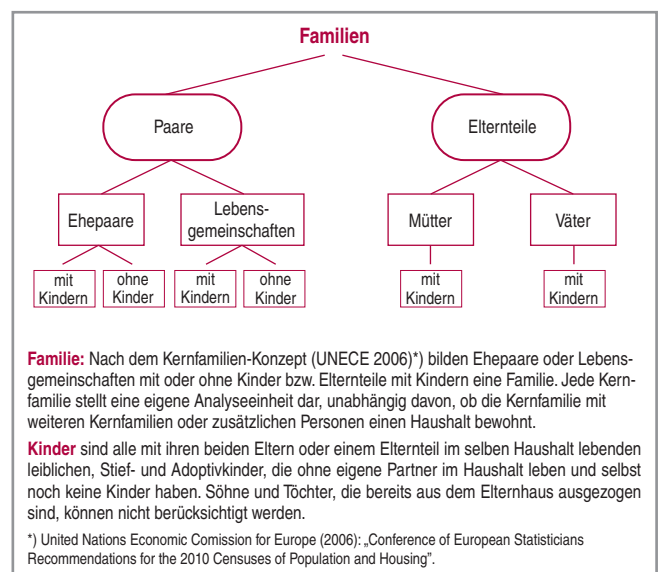 Familien
Paare
Elternteile
Ehepaare
Lebens-
gemeinschaften
Mütter
Väter
mit
Kindern
ohne
Kinder
mit
Kindern
ohne
Kinder
mit
Kindern
mit
Kindern
Familie: Nach dem Kernfamilien-Konzept (UNECE 2006)*) bilden Ehepaare oder Lebens-
gemeinschaften mit oder ohne Kinder bzw. Elternteile mit Kindern eine Familie. Jede Kern-
familie stellt eine eigene Analyseeinheit dar, unabhängig davon, ob die Kernfamilie mit
weiteren Kernfamilien oder zusätzlichen Personen einen Haushalt bewohnt.
Kinder sind alle mit ihren beiden Eltern oder einem Elternteil im selben Haushalt lebenden
leiblichen, Stief- und Adoptivkinder, die ohne eigene Partner im Haushalt leben und selbst
noch keine Kinder haben. Söhne und Töchter, die bereits aus dem Elternhaus ausgezogen
sind, können nicht berücksichtigt werden.
*) United Nations Economic Comission for Europe (2006): „Conference of European Statisticians
Recommendations for the 2010 Censuses of Population and Housing".